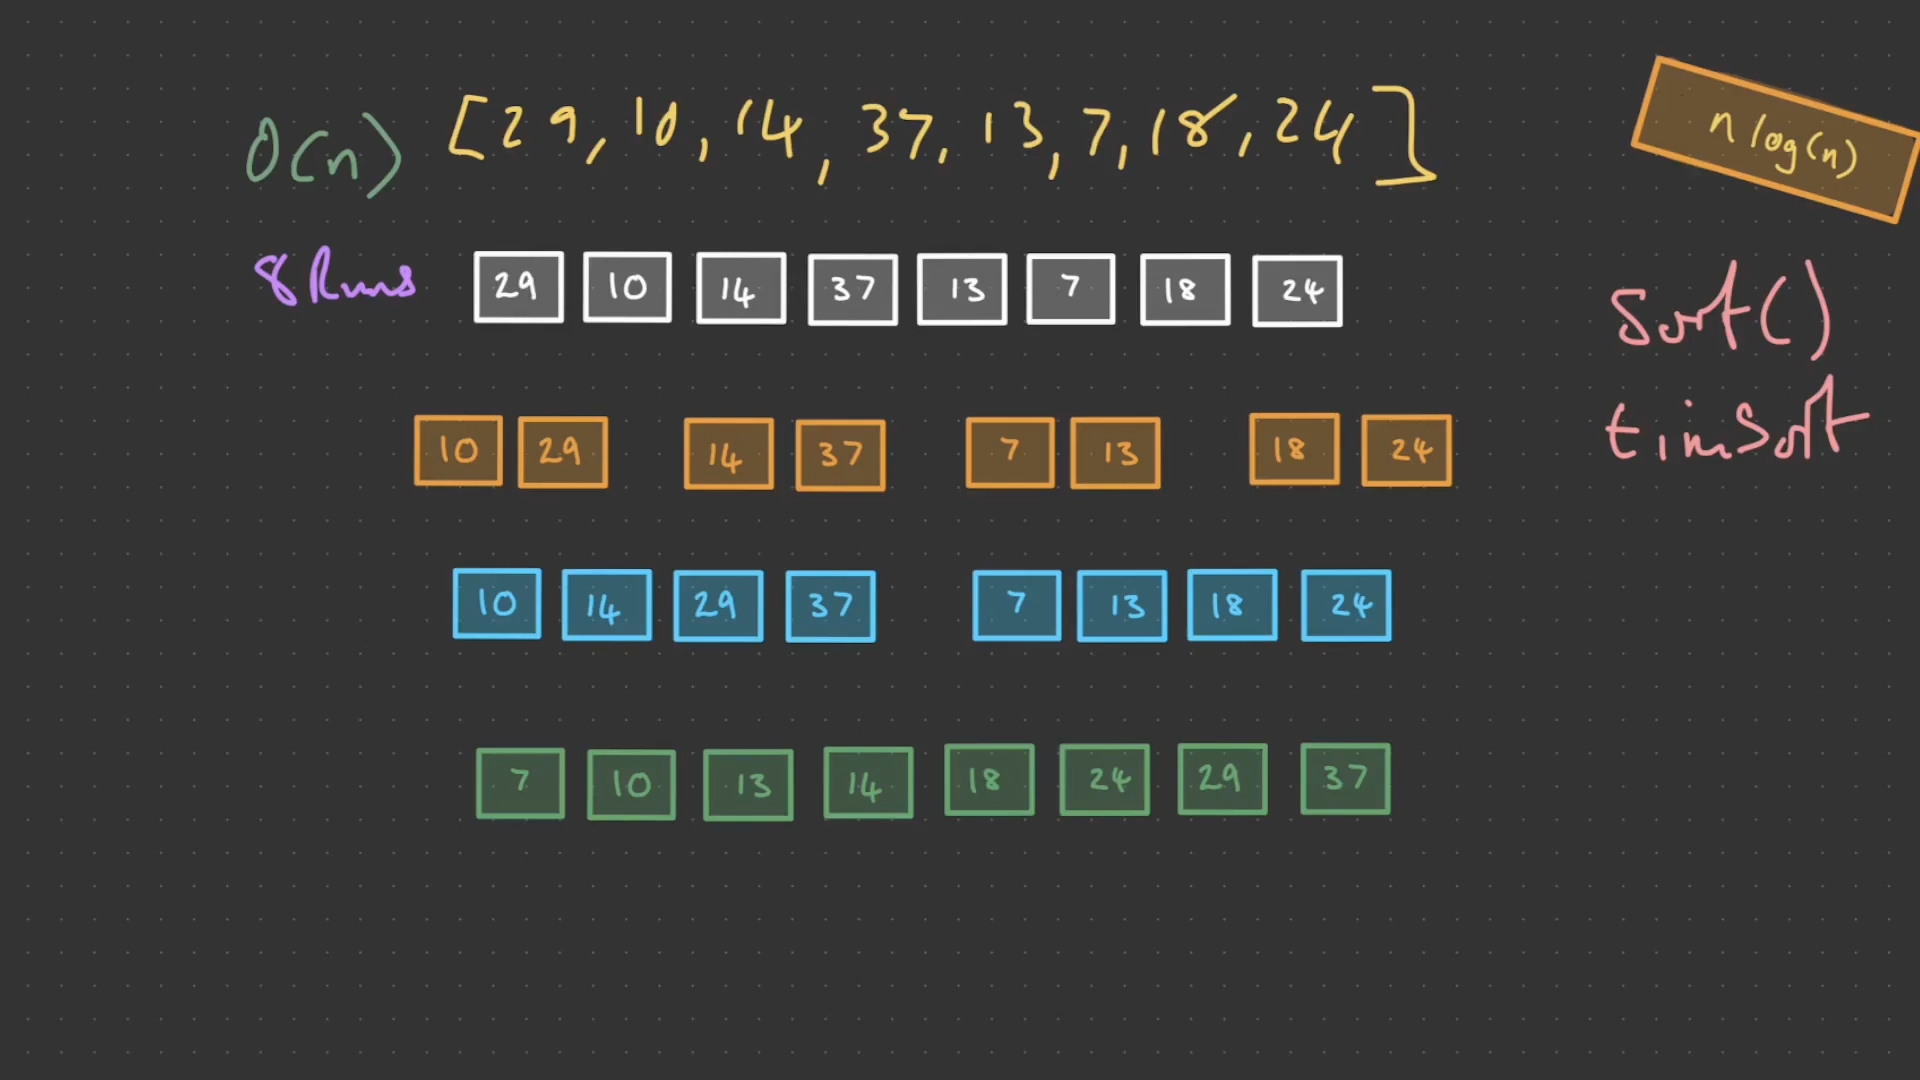 O(n) [29, 10, 14, 37, 13, 7, 18, 24]
n log(n)
8 Runs 29 10 14 37 13 7 18 24
Sort()
timSort
10 29 14 37 7 13 18 24
10 14 29 37 7 13 18 24
7 10 13 14 18 24 29 37